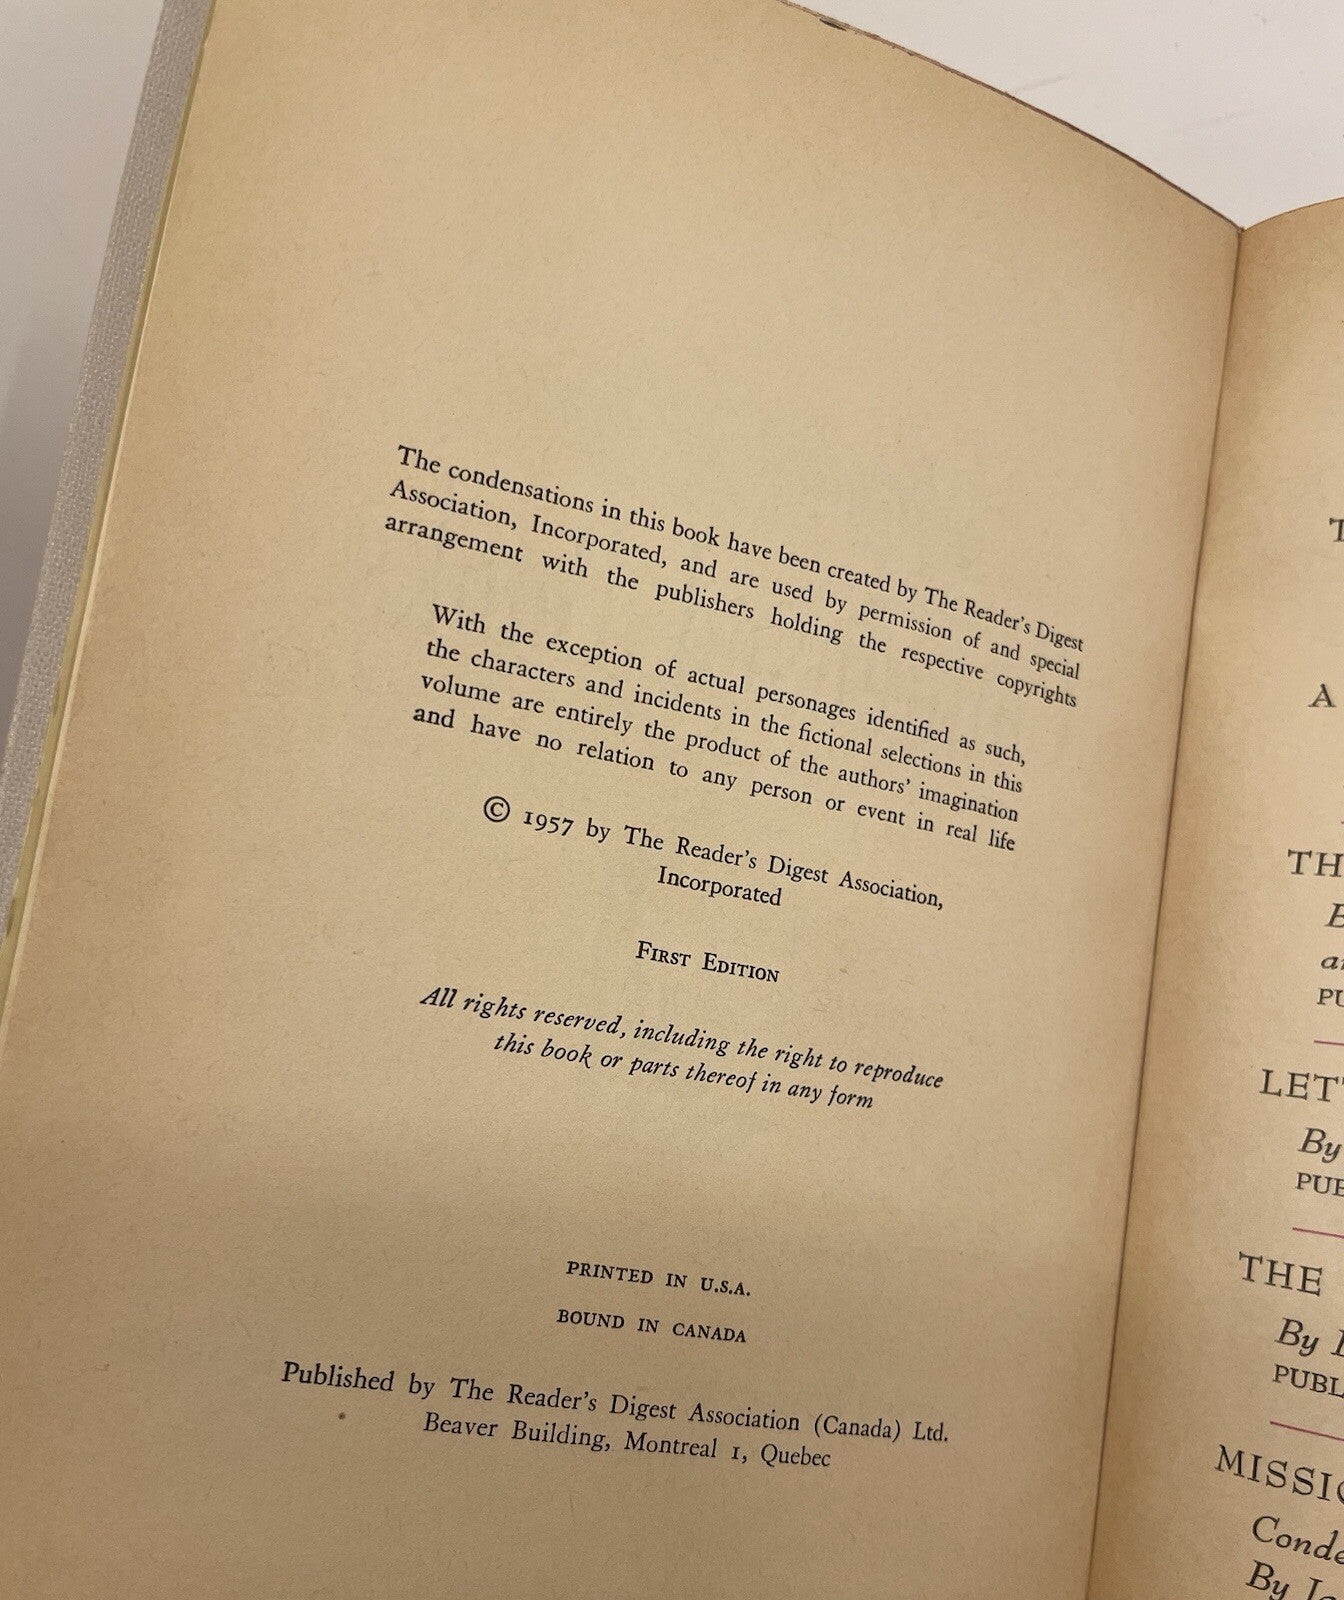 The condensations in this book have been created by The Reader's Digest
Association, Incorporated, and are used by permission of and special
arrangement with the publishers holding the respective copyrights
With the exception of actual personages identified as such,
the characters and incidents in the fictional selections in this
volume are entirely the product of the authors' imagination
and have no relation to any person or event in real life
© 1957 by The Reader's Digest Association,
Incorporated
First Edition
All rights reserved, including the right to reproduce
this book or parts thereof in any form
PRINTED IN U.S.A.
BOUND IN CANADA
Published by The Reader's Digest Association (Canada) Ltd.
Beaver Building, Montreal 1, Quebec
A
THE
By
By